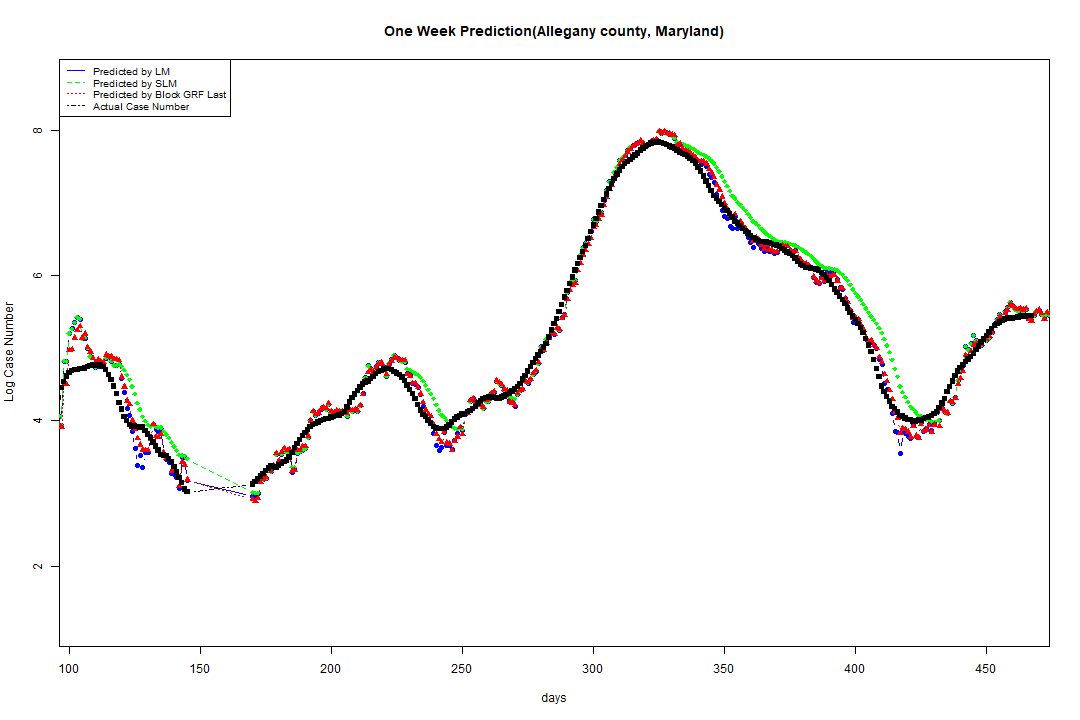 One Week Prediction(Allegany county, Maryland)
Predicted by LM
Predicted by SLM
Predicted by Block GRF Last
Actual Case Number
8
6
4
2
Log Case Number
100 150 200 250 300 350 400 450
days